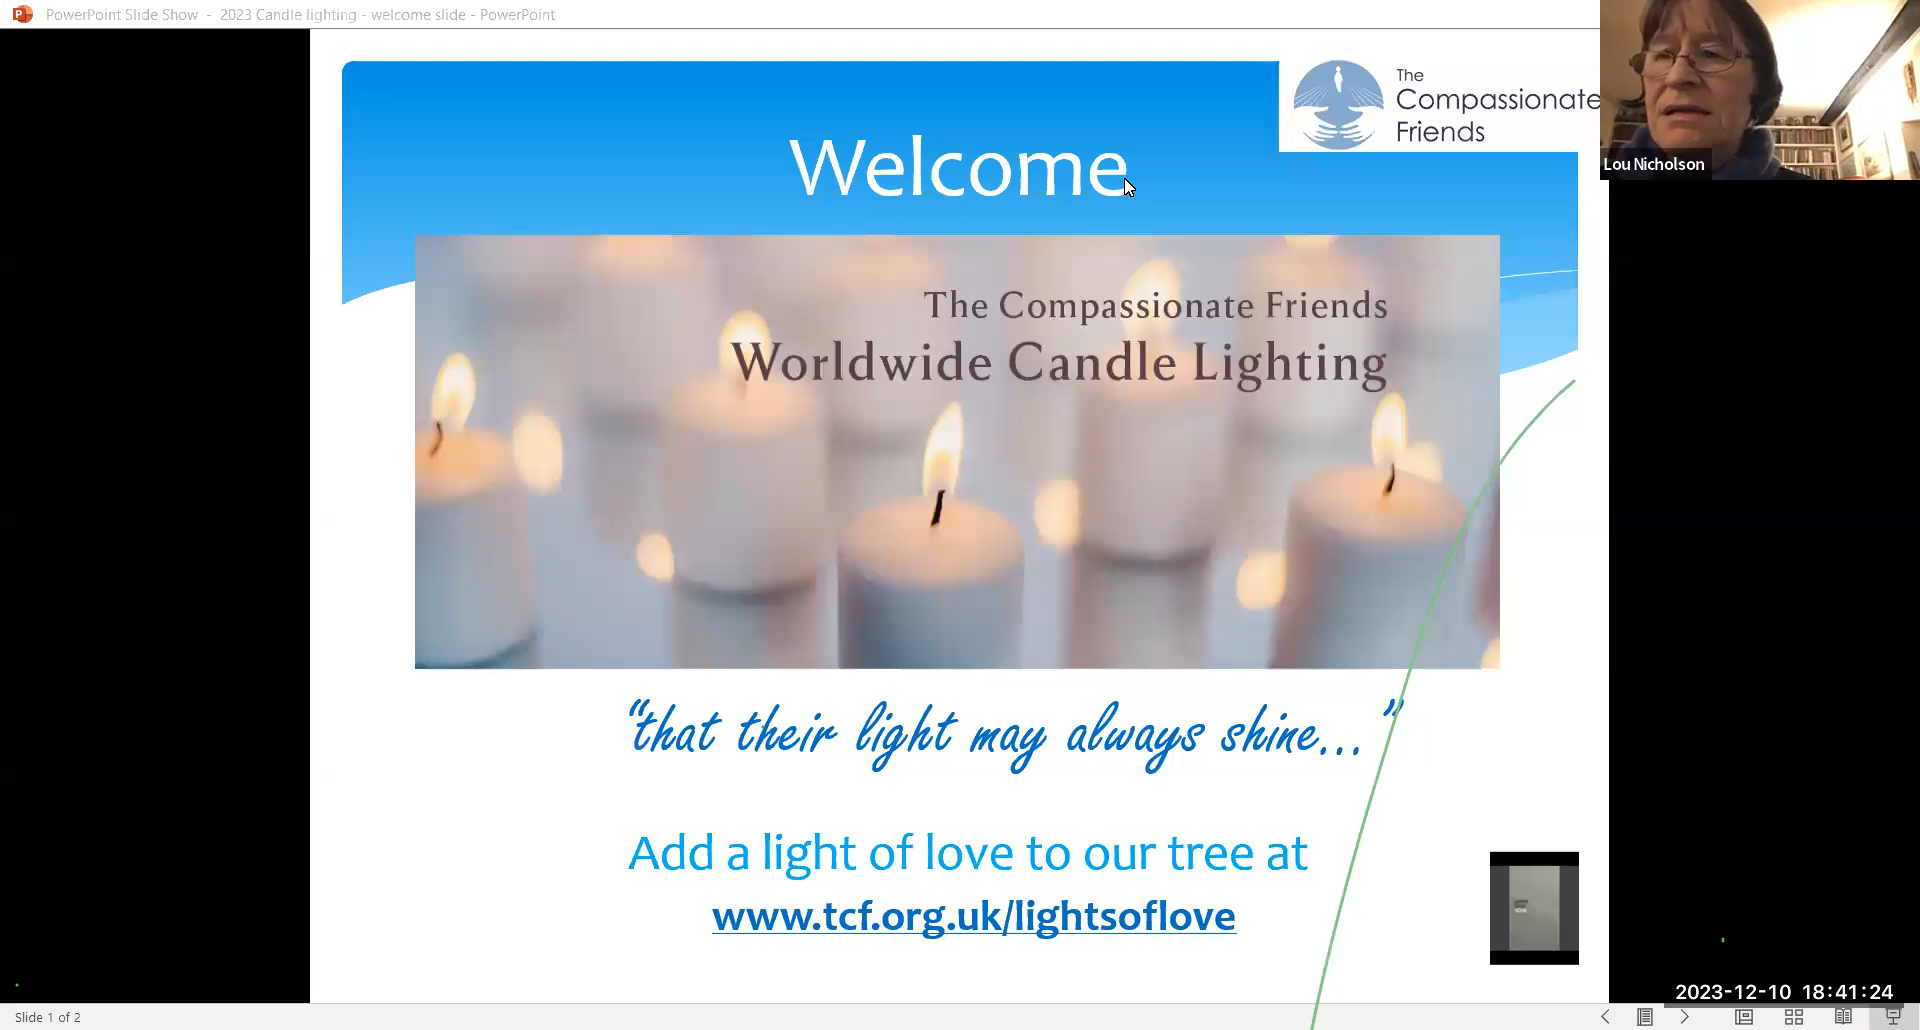 PowerPoint Slide Show - 2023 Candle lighting - welcome slide - PowerPoint
The
Compassionate
Friends
Lou Nicholson
Welcome
The Compassionate Friends
Worldwide Candle Lighting
“that their light may always shine...”
Add a light of love to our tree at
www.tcf.org.uk/lightsoflove
2023-12-10 18:41:24
Slide 1 of 2